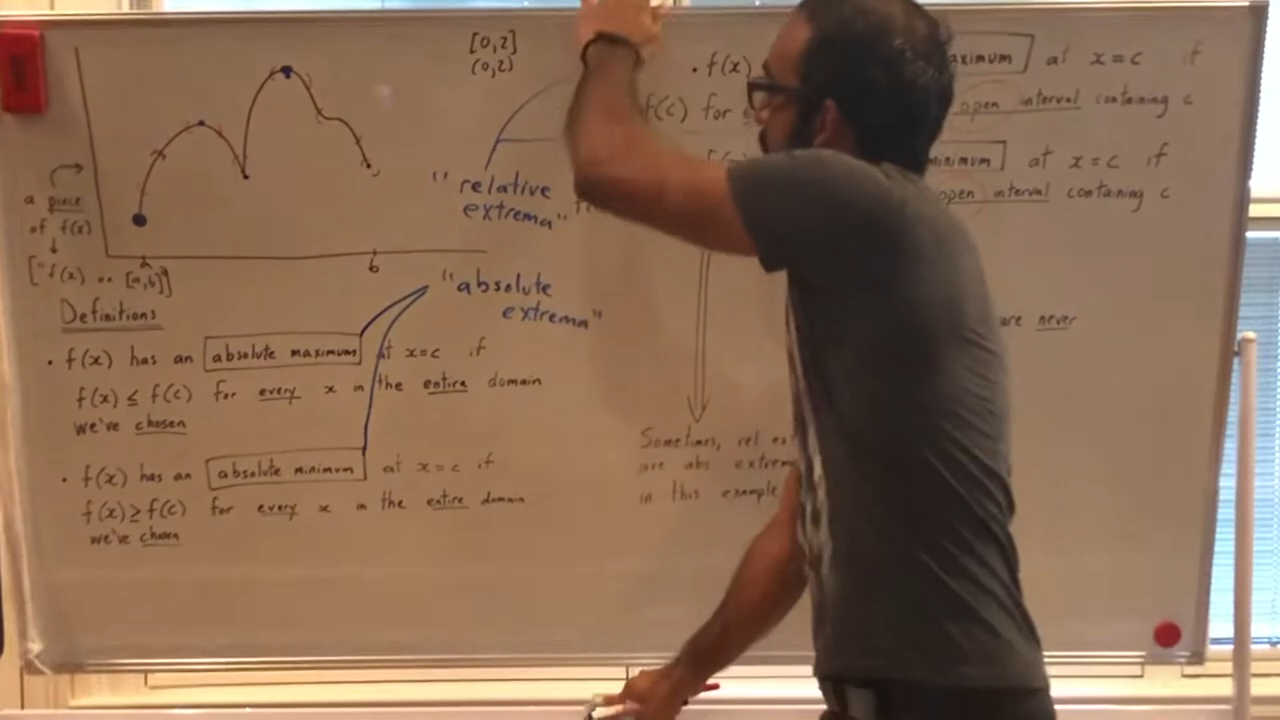 a piece
of f(x)
["f(x) on [a,b]"]
a
b
[0,2]
(0,2)
"relative
extrema"
"absolute
extrema"
Definitions
• f(x) has an absolute maximum at x=c if
f(x) ≤ f(c) for every x in the entire domain
we've chosen
• f(x) has an absolute minimum at x=c if
f(x) ≥ f(c) for every x in the entire domain
we've chosen
• f(x) aximum at x=c if
f(c) for open interval containing c
minimum at x=c if
open interval containing c
are never
Sometimes, rel ex
are abs extrem
in this example